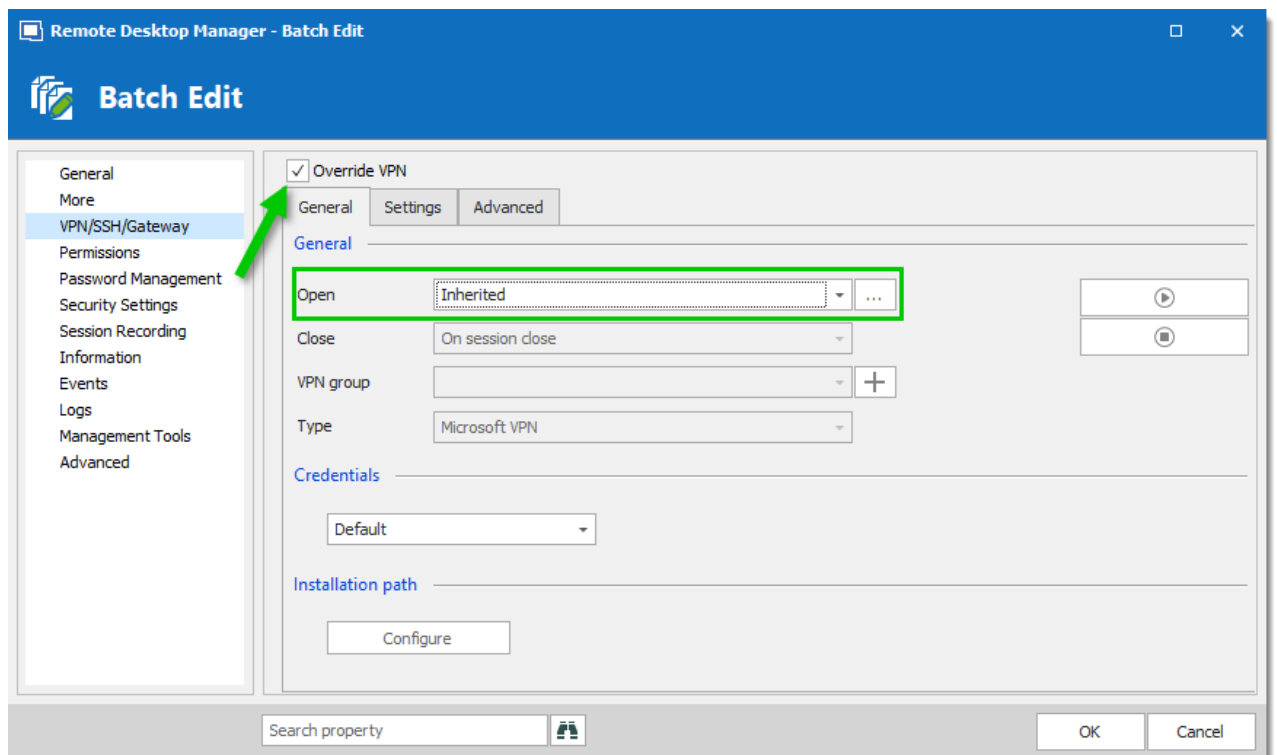 Remote Desktop Manager - Batch Edit
Batch Edit
General
More
VPN/SSH/Gateway
Permissions
Password Management
Security Settings
Session Recording
Information
Events
Logs
Management Tools
Advanced
Override VPN
General Settings Advanced
General
Open Inherited ...
Close On session close
VPN group
Type Microsoft VPN
Credentials
Default
Installation path
Configure
Search property
OK Cancel